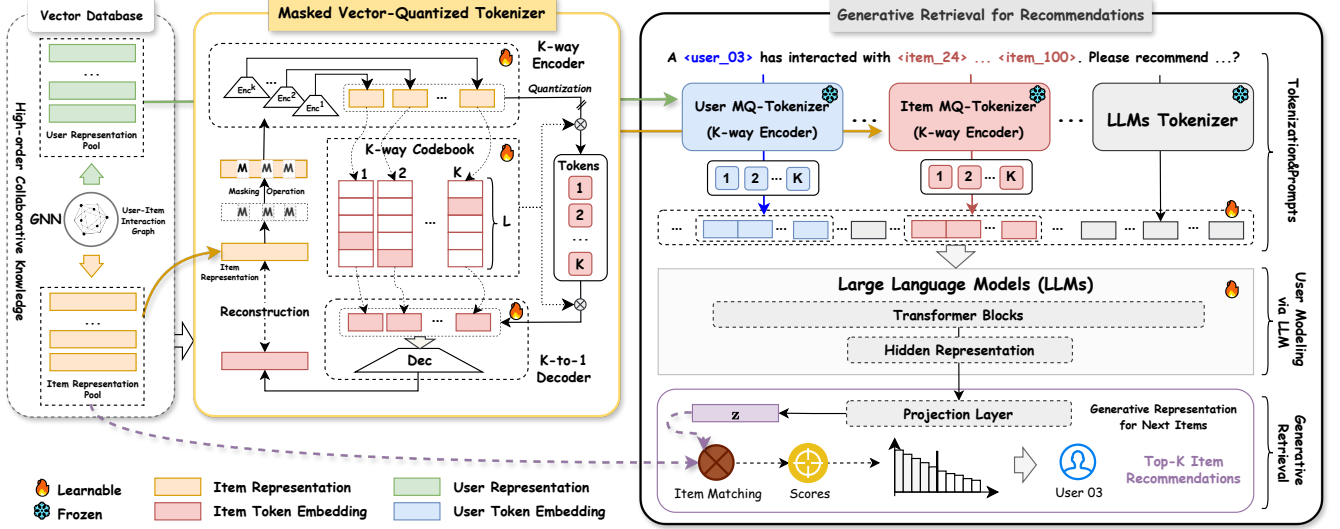 Vector Database
High-order Collaborative Knowledge
...
User Representation
Pool
GNN
User-Item
Interaction
Graph
...
Item Representation
Pool
Masked Vector-Quantized Tokenizer
K-way
Encoder
Enc^k
...
Enc^2
Enc^1
...
Quantization
M M M
Masking Operation
M M M
Item
Representation
Reconstruction
K-way Codebook
1
2
K
...
L
Tokens
1
2
...
K
...
Dec
K-to-1
Decoder
Generative Retrieval for Recommendations
A <user_03> has interacted with <item_24> ... <item_100>. Please recommend ...?
User MQ-Tokenizer
(K-way Encoder)
...
Item MQ-Tokenizer
(K-way Encoder)
...
LLMs Tokenizer
1 2 ... K
1 2 ... K
... ... ... ... ... ... ...
Tokenization&Prompts
Large Language Models (LLMs)
Transformer Blocks
Hidden Representation
User Modeling
via LLM
z
Projection Layer
Generative Representation
for Next Items
Item Matching
Scores
User 03
Top-K Item
Recommendations
Generative
Retrieval
Learnable
Frozen
Item Representation
Item Token Embedding
User Representation
User Token Embedding